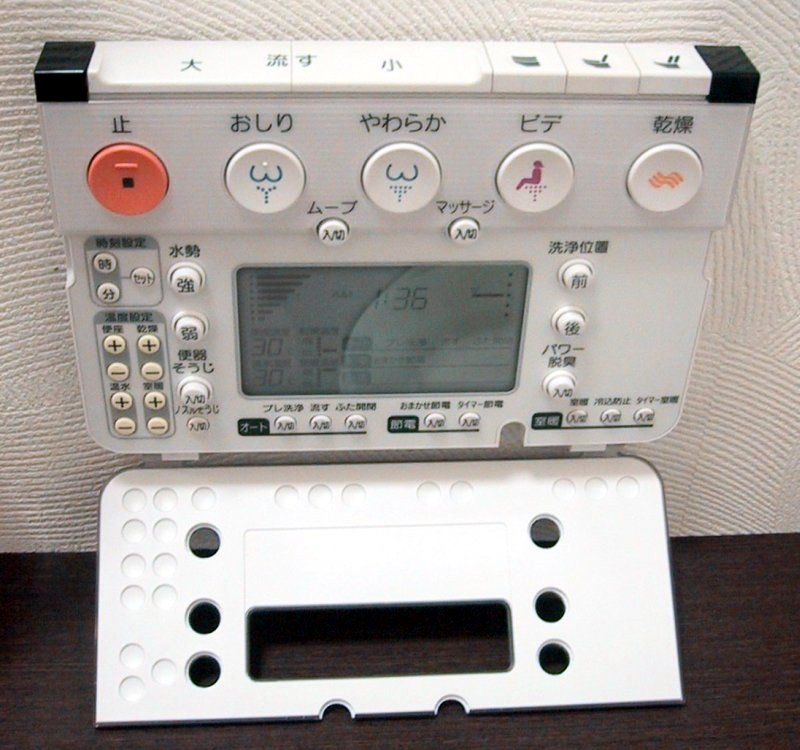 大 流す 小
止 おしり やわらか ビデ 乾燥
ムーブ マッサージ
入/切 入/切
時刻設定 水勢 洗浄位置
時 セット 強 前
分
1:36
温度設定 弱 後
便座 乾燥 便器 パワー
そうじ 脱臭
+ + 入/切 入/切
− −
温水 室暖 ノズルそうじ
+ + 入/切
− −
30
30
プレ洗浄 流す ふた開閉 おまかせ節電 タイマー節電 室暖 冷込防止 タイマー室暖
オート 入/切 入/切 入/切 節電 入/切 入/切 室暖 入/切 入/切 入/切